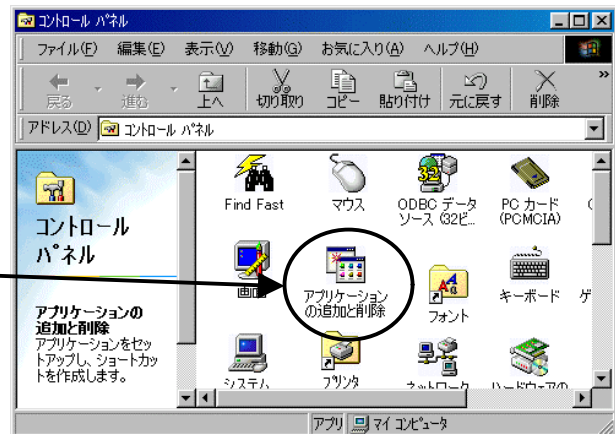 コントロール パネル
ファイル(F) 編集(E) 表示(V) 移動(G) お気に入り(A) ヘルプ(H)
戻る 進む 上へ 切り取り コピー 貼り付け 元に戻す 削除 »
アドレス(D) コントロール パネル
コントロール
パネル
アプリケーションの
追加と削除
アプリケーションをセッ
トアップし、ショートカッ
トを作成します。
Find Fast
マウス
ODBC データ
ソース (32ビ...
PC カード
(PCMCIA)
画面
アプリケーション
の追加と削除
フォント
キーボード
ゲ
システム
プリンタ
ネットワーク
ハードウェアの
アプリ マイ コンピュータ